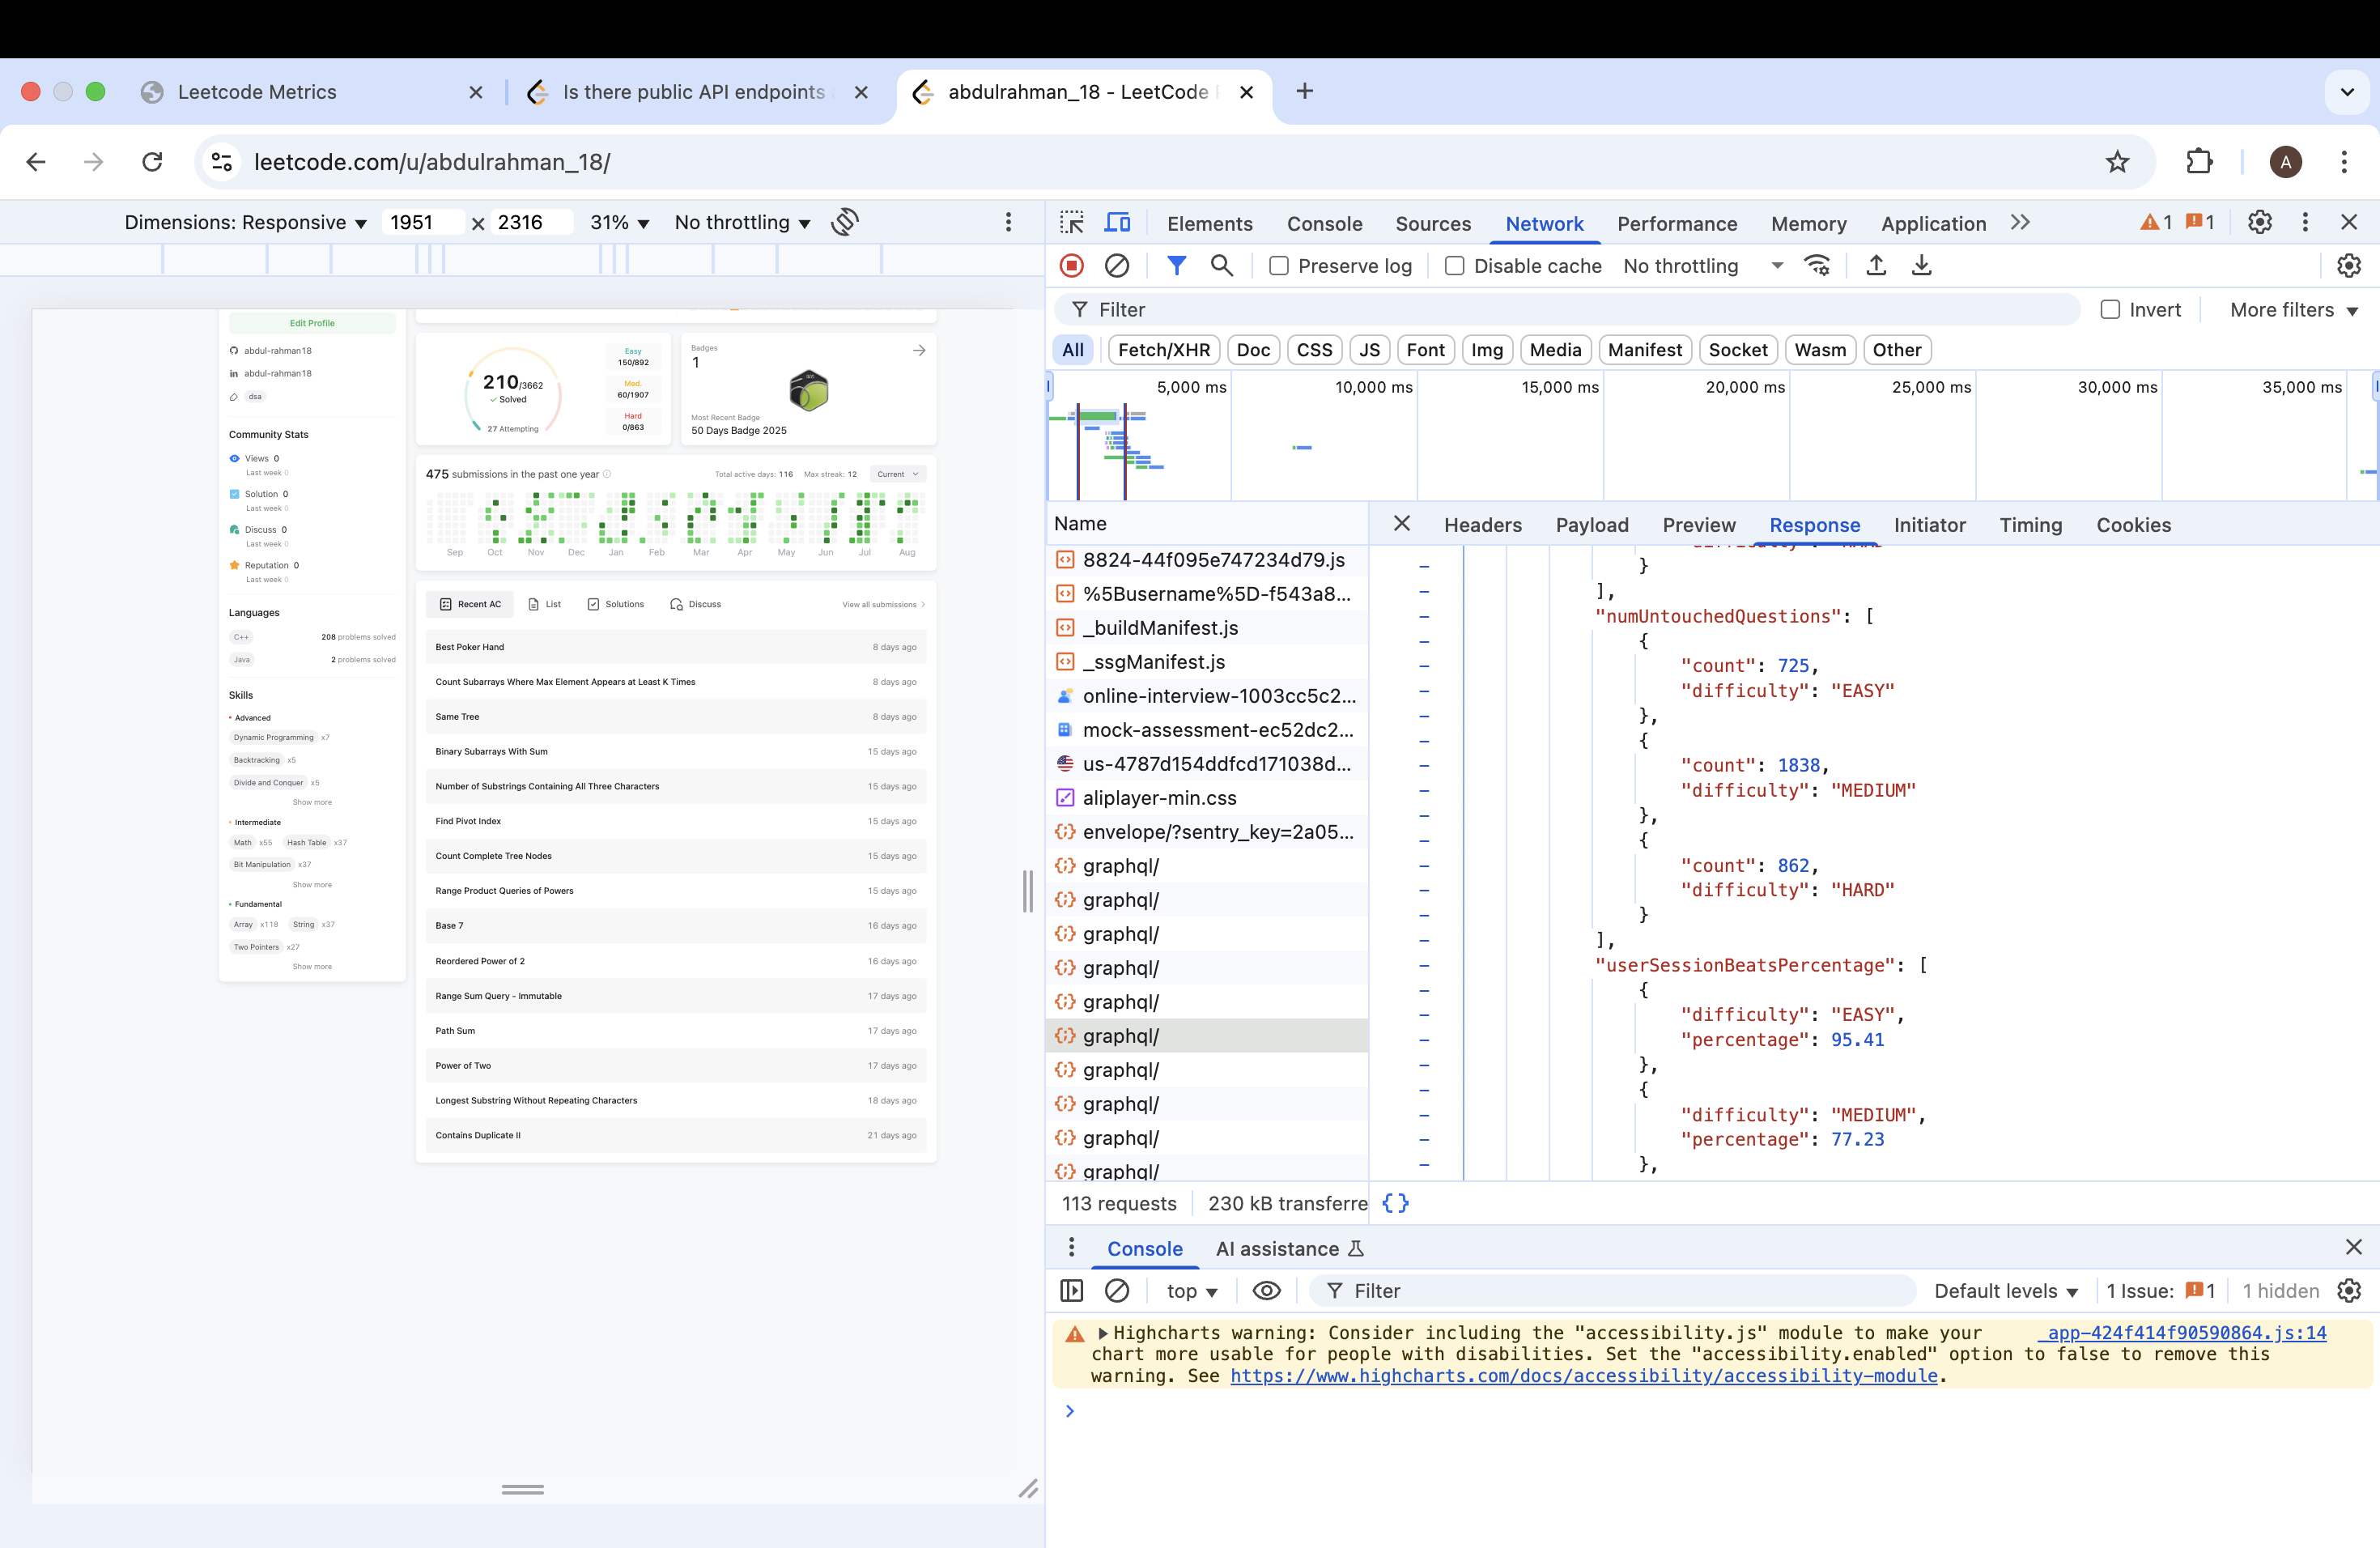 Leetcode Metrics
Is there public API endpoints
abdulrahman_18 - LeetCode
leetcode.com/u/abdulrahman_18/
A
Dimensions: Responsive
1951 x 2316
31%
No throttling
Edit Profile
abdul-rahman18
abdul-rahman18
dsa
Community Stats
Views 0
Last week 0
Solution 0
Last week 0
Discuss 0
Last week 0
Reputation 0
Last week 0
Languages
C++ 208 problems solved
Java 2 problems solved
Skills
Advanced
Dynamic Programming x7
Backtracking x5
Divide and Conquer x5
Show more
Intermediate
Math x55 Hash Table x37
Bit Manipulation x37
Show more
Fundamental
Array x118 String x37
Two Pointers x27
Show more
210/3662
Solved
27 Attempting
Easy
150/892
Med.
60/1907
Hard
0/863
Badges
1
Most Recent Badge
50 Days Badge 2025
475 submissions in the past one year
Total active days: 116 Max streak: 12 Current
Sep Oct Nov Dec Jan Feb Mar Apr May Jun Jul Aug
Recent AC List Solutions Discuss View all submissions
Best Poker Hand 8 days ago
Count Subarrays Where Max Element Appears at Least K Times 8 days ago
Same Tree 8 days ago
Binary Subarrays With Sum 15 days ago
Number of Substrings Containing All Three Characters 15 days ago
Find Pivot Index 15 days ago
Count Complete Tree Nodes 15 days ago
Range Product Queries of Powers 15 days ago
Base 7 16 days ago
Reordered Power of 2 16 days ago
Range Sum Query - Immutable 17 days ago
Path Sum 17 days ago
Power of Two 17 days ago
Longest Substring Without Repeating Characters 18 days ago
Contains Duplicate II 21 days ago
Elements Console Sources Network Performance Memory Application 1 1
Preserve log Disable cache No throttling
Filter Invert More filters
All Fetch/XHR Doc CSS JS Font Img Media Manifest Socket Wasm Other
5,000 ms 10,000 ms 15,000 ms 20,000 ms 25,000 ms 30,000 ms 35,000 ms
Name
8824-44f095e747234d79.js
%5Busername%5D-f543a8...
_buildManifest.js
_ssgManifest.js
online-interview-1003cc5c2...
mock-assessment-ec52dc2...
us-4787d154ddfcd171038d...
aliplayer-min.css
envelope/?sentry_key=2a05...
graphql/
graphql/
graphql/
graphql/
graphql/
graphql/
graphql/
graphql/
graphql/
graphql/
113 requests 230 kB transferre
Headers Payload Preview Response Initiator Timing Cookies
}
],
"numUntouchedQuestions": [
{
"count": 725,
"difficulty": "EASY"
},
{
"count": 1838,
"difficulty": "MEDIUM"
},
{
"count": 862,
"difficulty": "HARD"
}
],
"userSessionBeatsPercentage": [
{
"difficulty": "EASY",
"percentage": 95.41
},
{
"difficulty": "MEDIUM",
"percentage": 77.23
},
{ }
Console AI assistance
top Filter Default levels 1 Issue: 1 1 hidden
Highcharts warning: Consider including the "accessibility.js" module to make your _app-424f414f90590864.js:14
chart more usable for people with disabilities. Set the "accessibility.enabled" option to false to remove this
warning. See https://www.highcharts.com/docs/accessibility/accessibility-module.